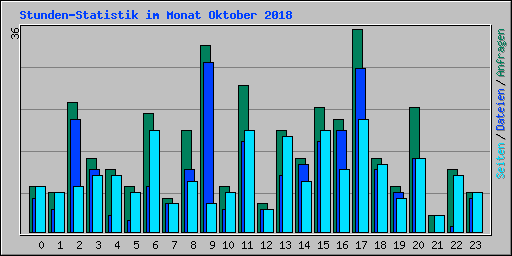 Stunden-Statistik im Monat Oktober 2018
36
Seiten / Dateien / Anfragen
0 1 2 3 4 5 6 7 8 9 10 11 12 13 14 15 16 17 18 19 20 21 22 23